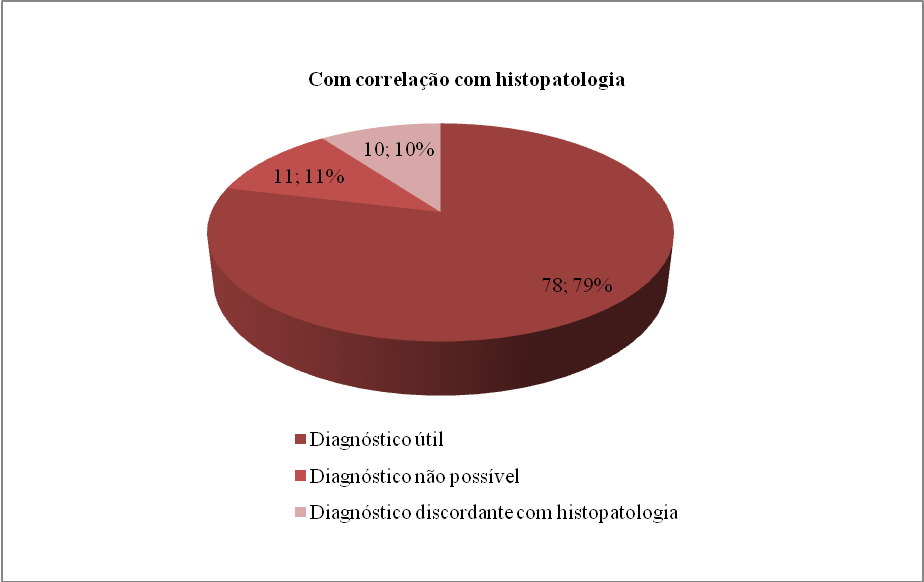 Com correlação com histopatologia
10; 10%
11; 11%
78; 79%
Diagnóstico útil
Diagnóstico não possível
Diagnóstico discordante com histopatologia